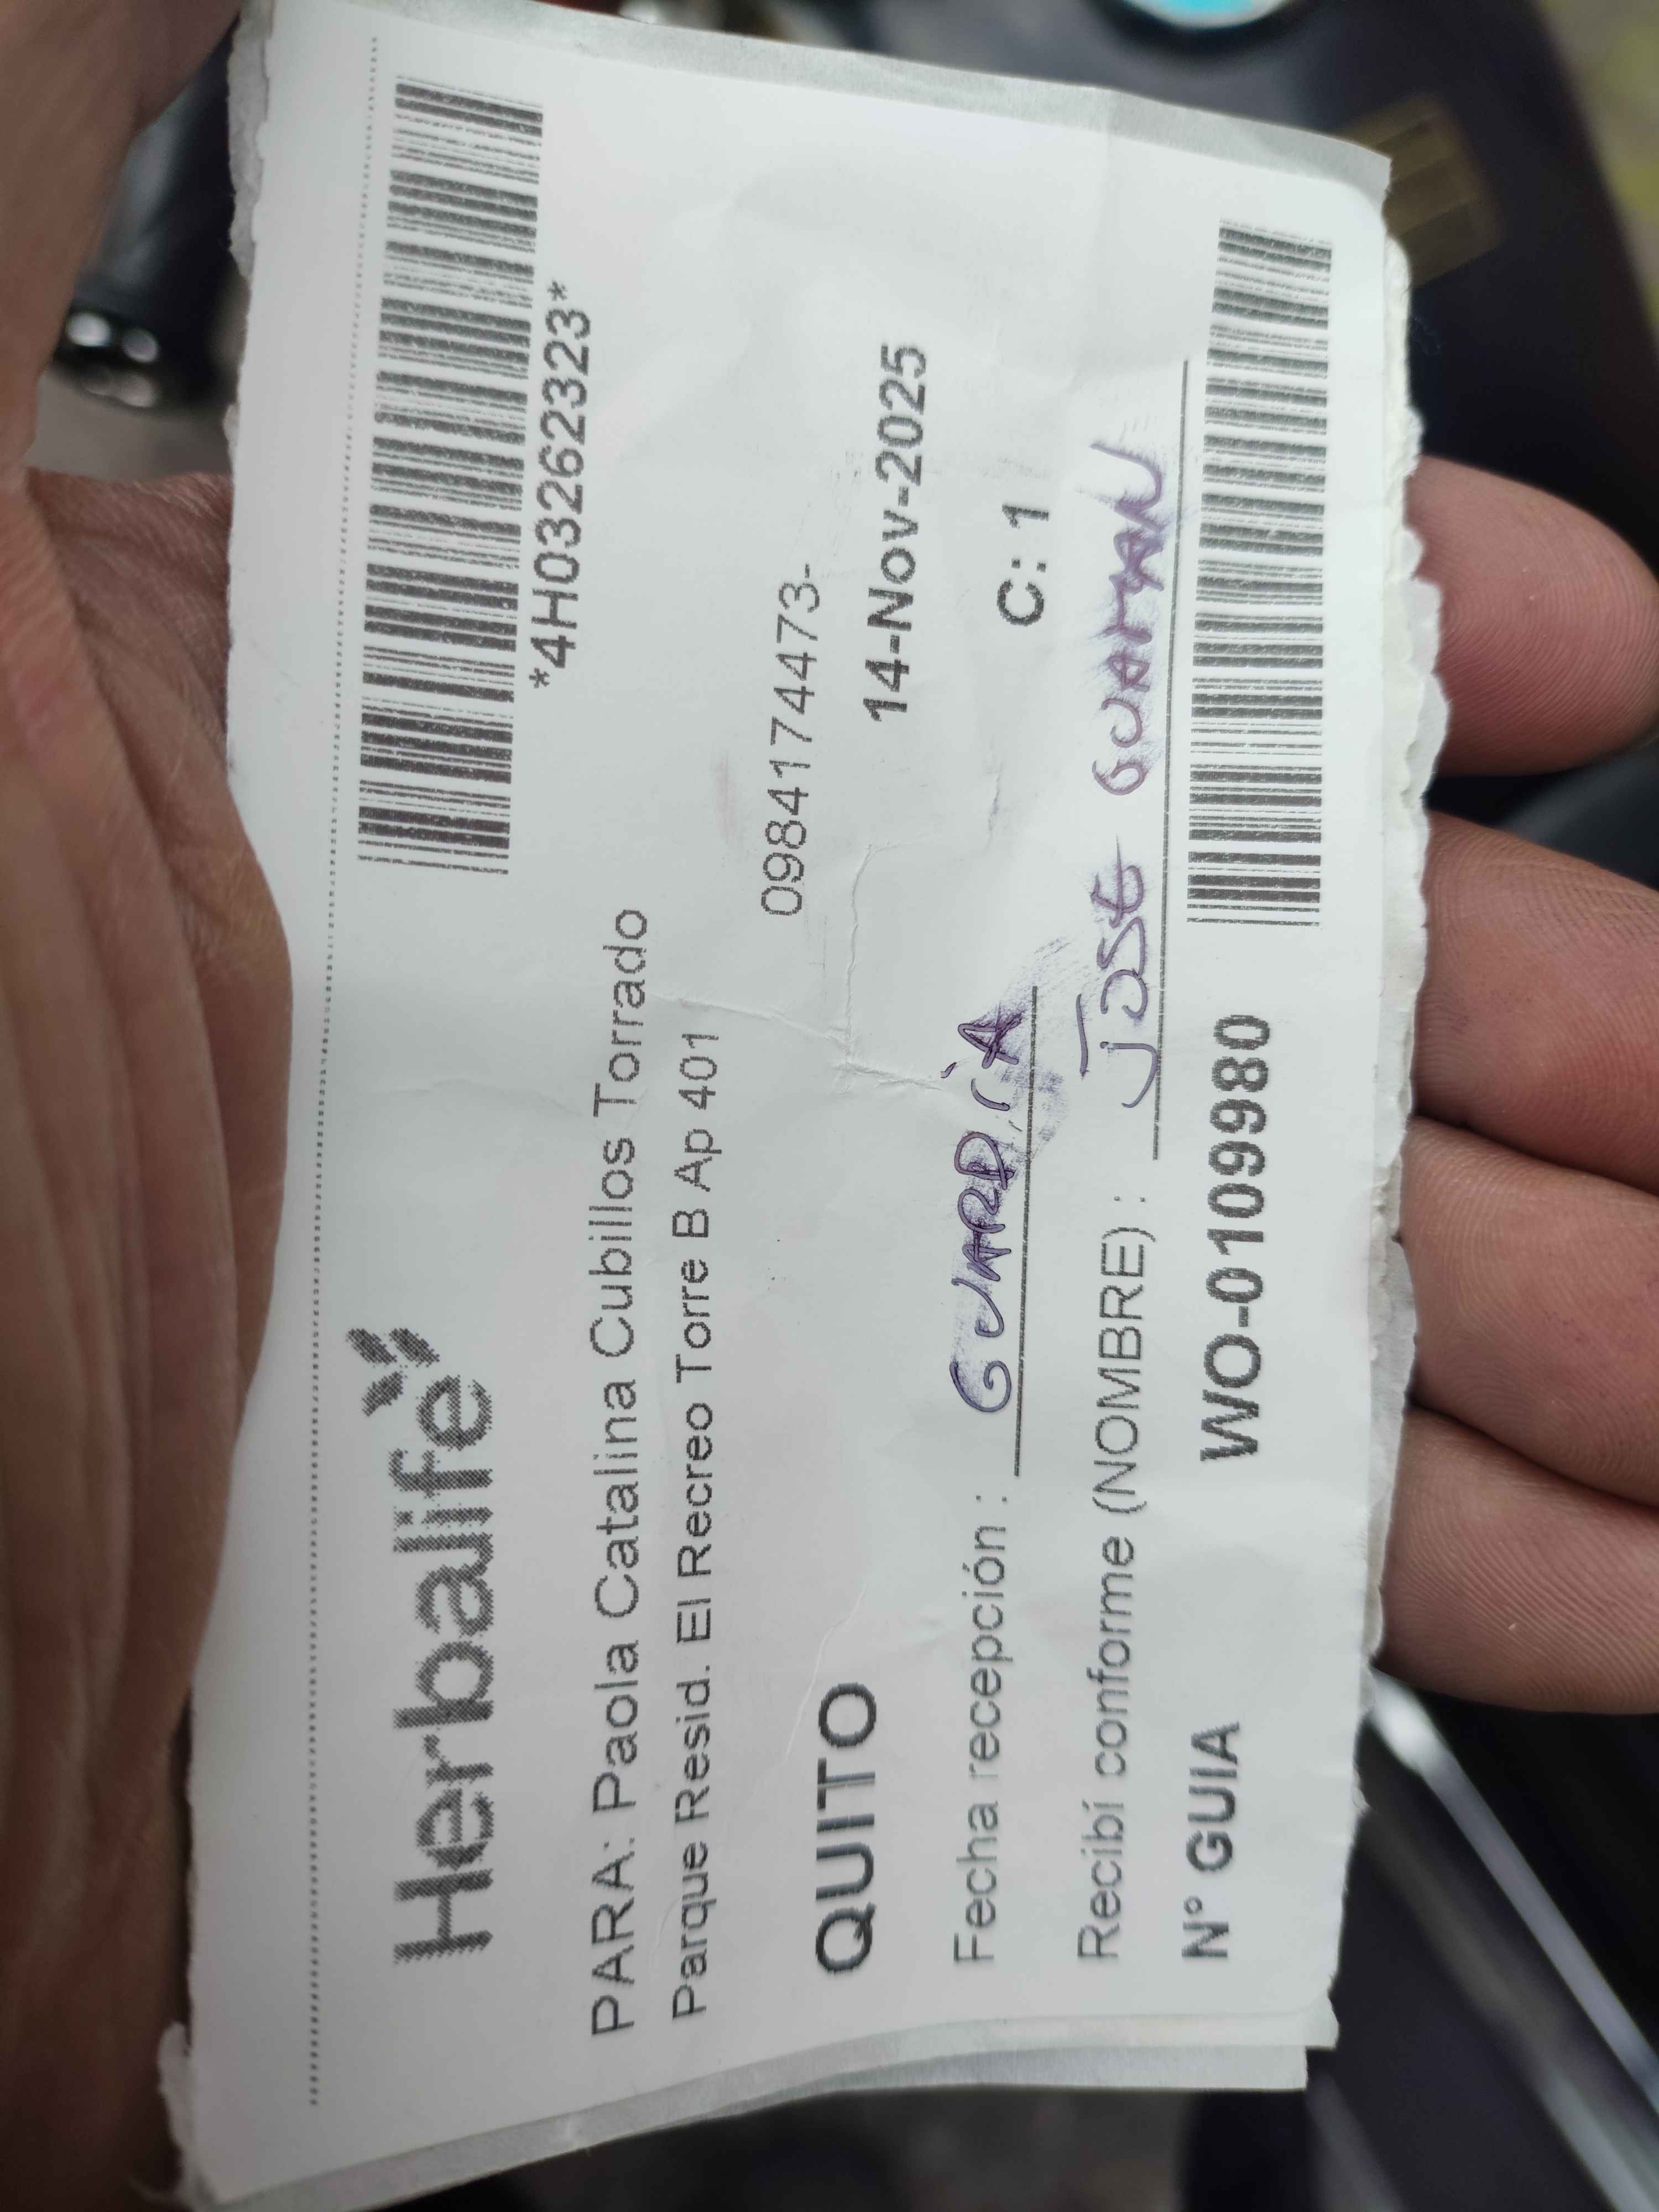 Herbalife
*4H03262323*
PARA: Paola Catalina Cubillos Torrado
Parque Resid. El Recreo Torre B Ap 401
0984174473-
QUITO
14-Nov-2025
Fecha recepción : GUARDIA
C: 1
Recibí conforme (NOMBRE) : JOSE GUAMAN
N° GUIA WO-0109980